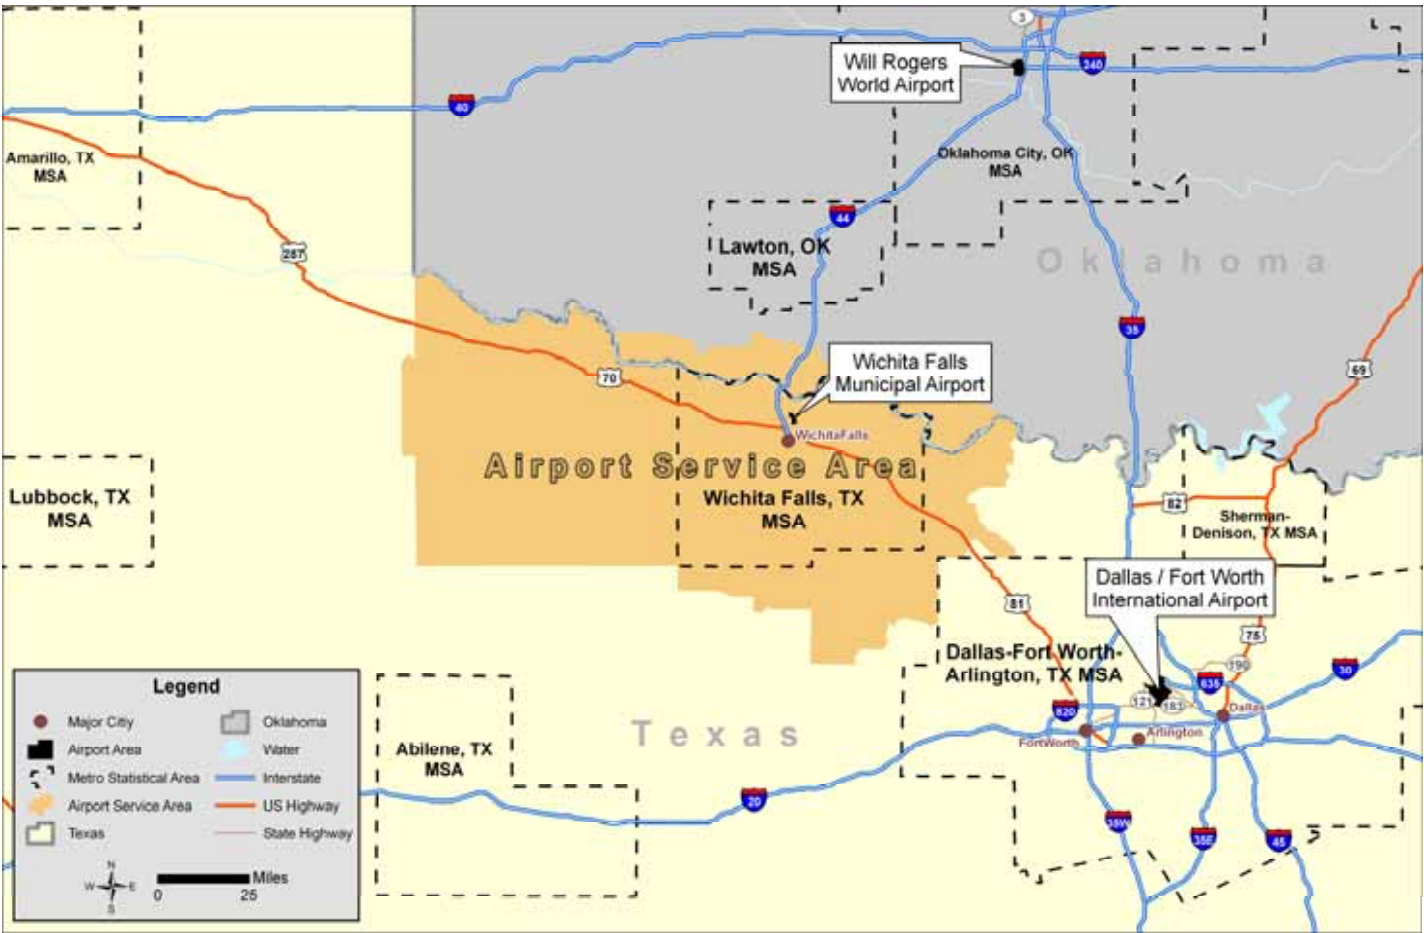 3
Will Rogers
World Airport
240
40
Amarillo, TX
MSA
Oklahoma City, OK
MSA
44
Lawton, OK
MSA
287
Oklahoma
35
Wichita Falls
Municipal Airport
70
69
WichitaFalls
Airport Service Area
Lubbock, TX
MSA
Wichita Falls, TX
MSA
82
Sherman-
Denison, TX MSA
Dallas / Fort Worth
International Airport
81
75
Dallas-Fort Worth-
Arlington, TX MSA
190
30
635
121
183
820
Dallas
Arlington
FortWorth
Texas
Abilene, TX
MSA
20
35W
35E
45
Legend
Major City
Oklahoma
Airport Area
Water
Metro Statistical Area
Interstate
Airport Service Area
US Highway
Texas
State Highway
N
W E
S
Miles
0 25